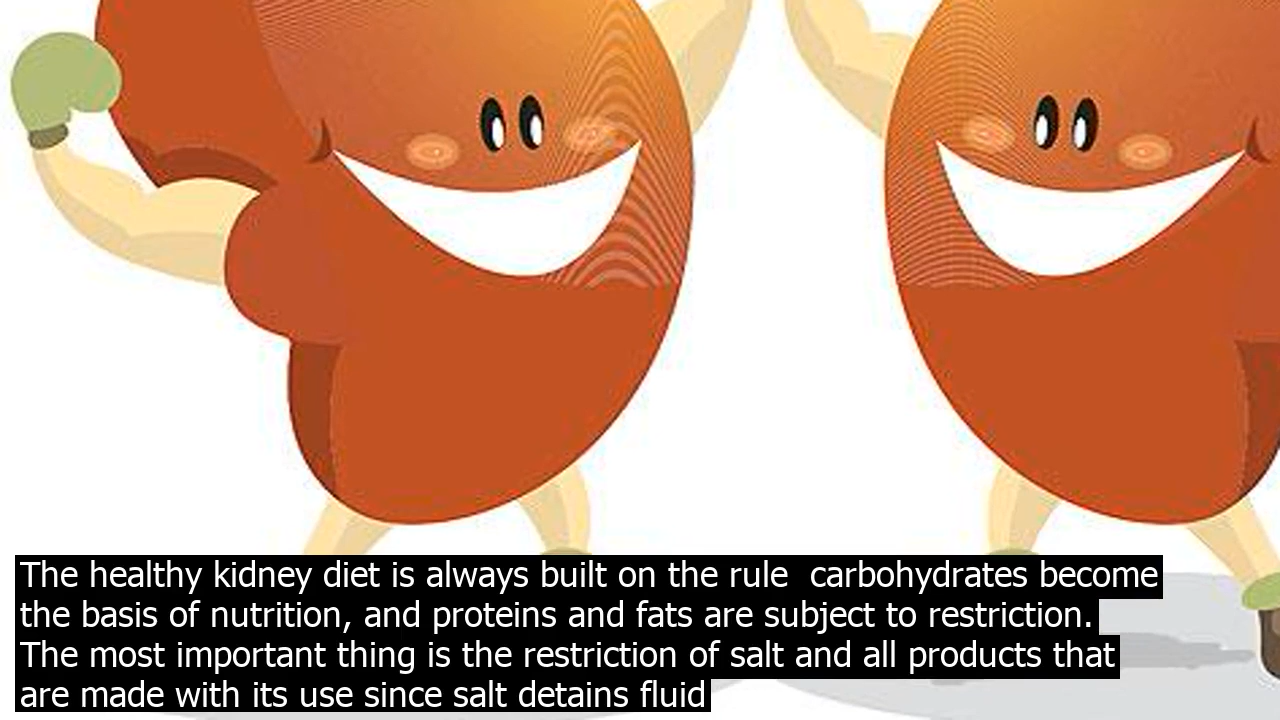 The healthy kidney diet is always built on the rule  carbohydrates become
the basis of nutrition, and proteins and fats are subject to restriction.
The most important thing is the restriction of salt and all products that
are made with its use since salt detains fluid